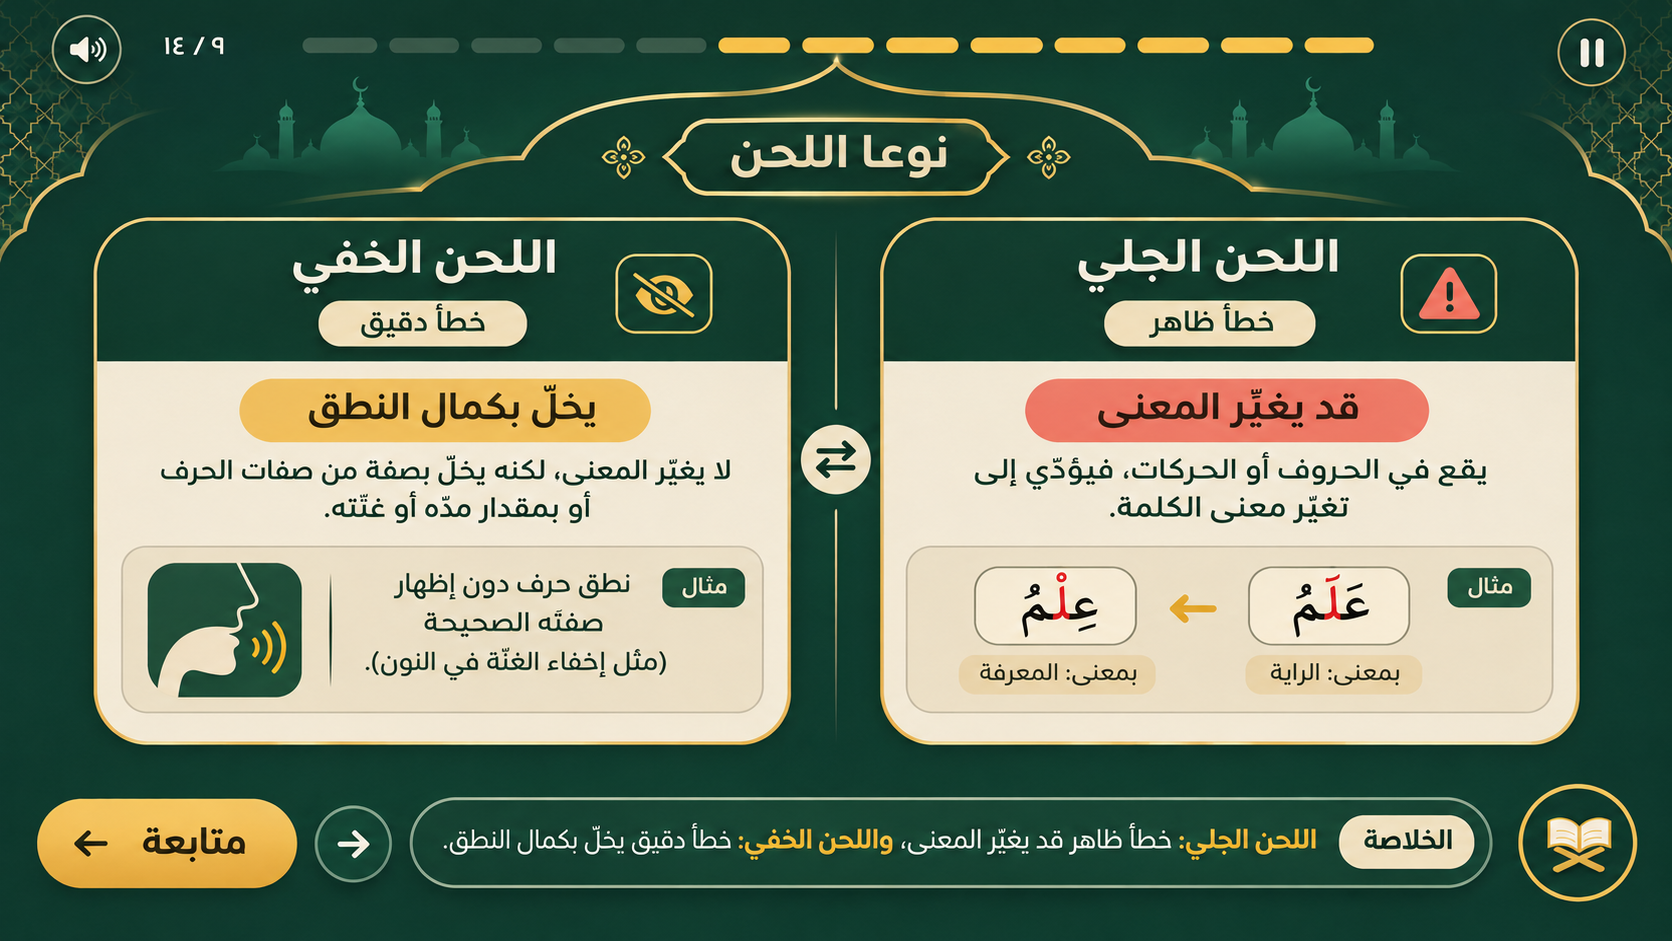 ٩ / ١٤
نوعا اللحن
اللحن الجلي
خطأ ظاهر
قد يغيِّر المعنى
يقع في الحروف أو الحركات، فيؤدّي إلى
تغيّر معنى الكلمة.
مثال
عَلَمُ
عِلْمُ
بمعنى: الراية
بمعنى: المعرفة
اللحن الخفي
خطأ دقيق
يخلّ بكمال النطق
لا يغيّر المعنى، لكنه يخلّ بصفة من صفات الحرف
أو بمقدار مدّه أو غنّته.
مثال
نطق حرف دون إظهار
صفتَه الصحيحة
(مثل إخفاء الغنّة في النون).
الخلاصة
اللحن الجلي: خطأ ظاهر قد يغيّر المعنى، واللحن الخفي: خطأ دقيق يخلّ بكمال النطق.
متابعة